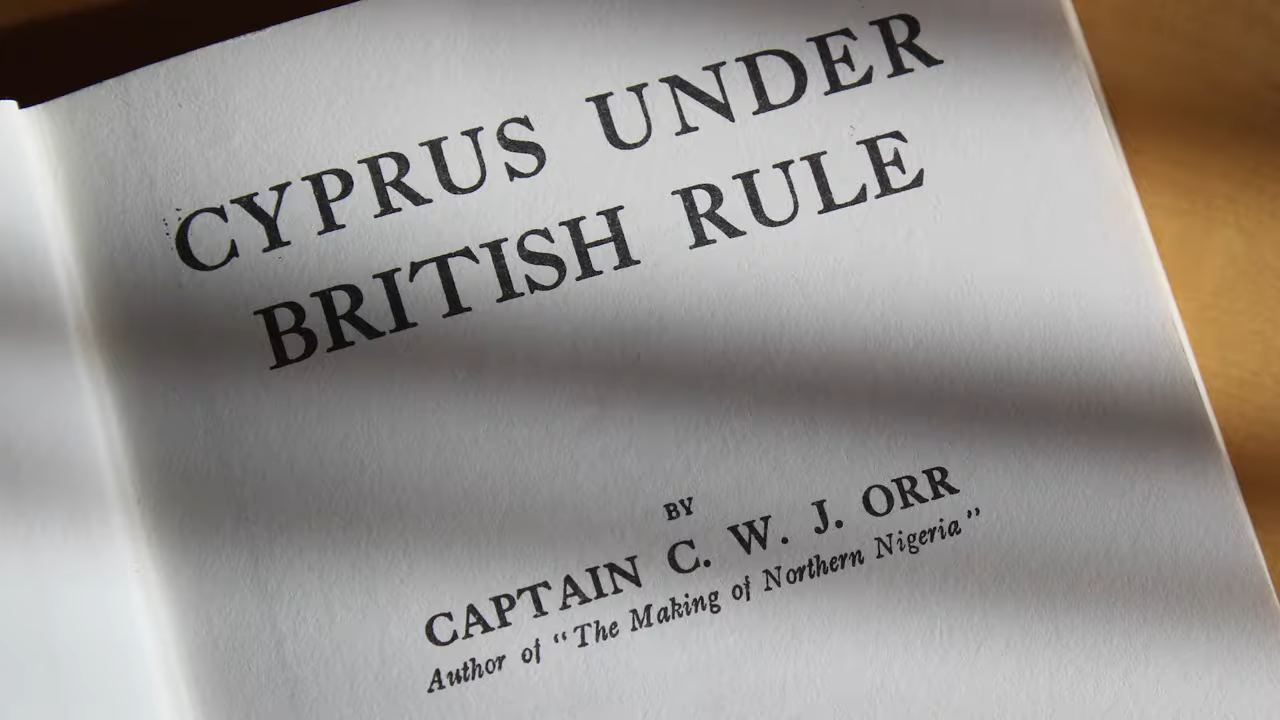 CYPRUS UNDER
BRITISH RULE
BY
CAPTAIN C. W. J. ORR
Author of “The Making of Northern Nigeria”